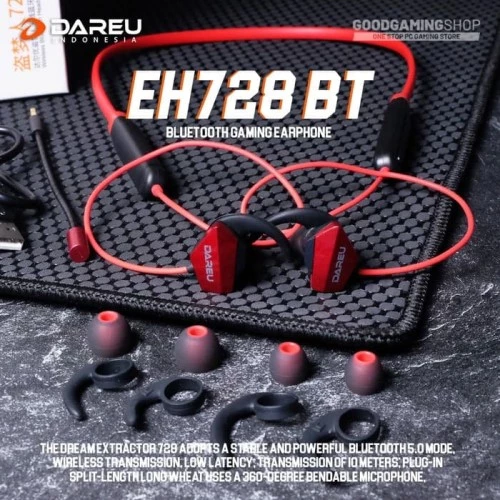 DAREU
INDONESIA
GOODGAMINGSHOP
ONE STOP PC GAMING STORE
EH728 BT
BLUETOOTH GAMING EARPHONE
DAREU
DAREU
THE DREAM EXTRACTOR 728 ADOPTS A STABLE AND POWERFUL BLUETOOTH 5.0 MODE,
WIRELESS TRANSMISSION, LOW LATENCY; TRANSMISSION OF 10 METERS; PLUG-IN
SPLIT-LENGTH LONG WHEAT USES A 360-DEGREE BENDABLE MICROPHONE,